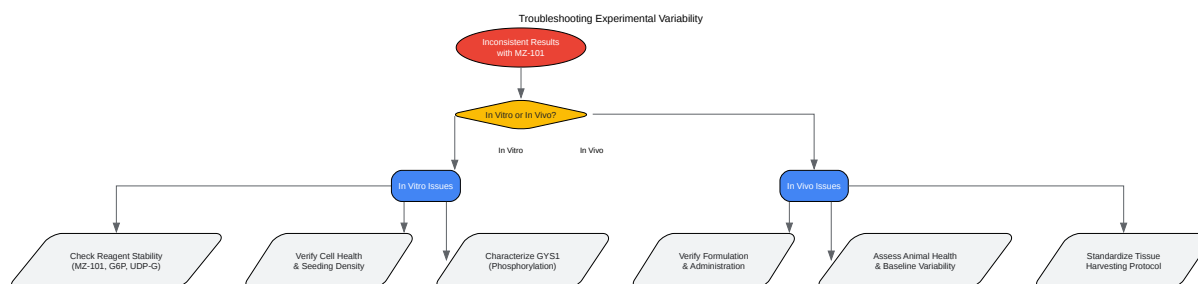 Troubleshooting Experimental Variability
Inconsistent Results
with MZ-101
In Vitro or In Vivo?
In Vitro
In Vivo
In Vitro Issues
In Vivo Issues
Check Reagent Stability
(MZ-101, G6P, UDP-G)
Verify Cell Health
& Seeding Density
Characterize GYS1
(Phosphorylation)
Verify Formulation
& Administration
Assess Animal Health
& Baseline Variability
Standardize Tissue
Harvesting Protocol